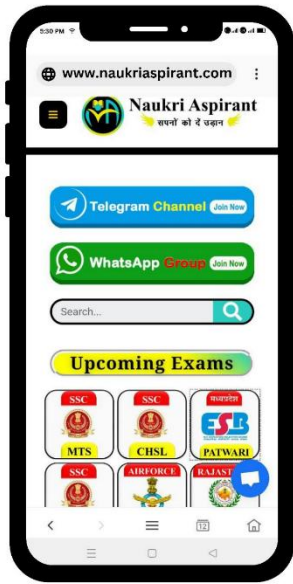 5:30 PM
www.naukriaspirant.com
Naukri Aspirant
सपनों को दें उड़ान
Telegram Channel Join Now
WhatsApp Group Join Now
Search...
Upcoming Exams
SSC SSC मध्यप्रदेश
ESB
MTS CHSL PATWARI
SSC AIRFORCE RAJAST
12